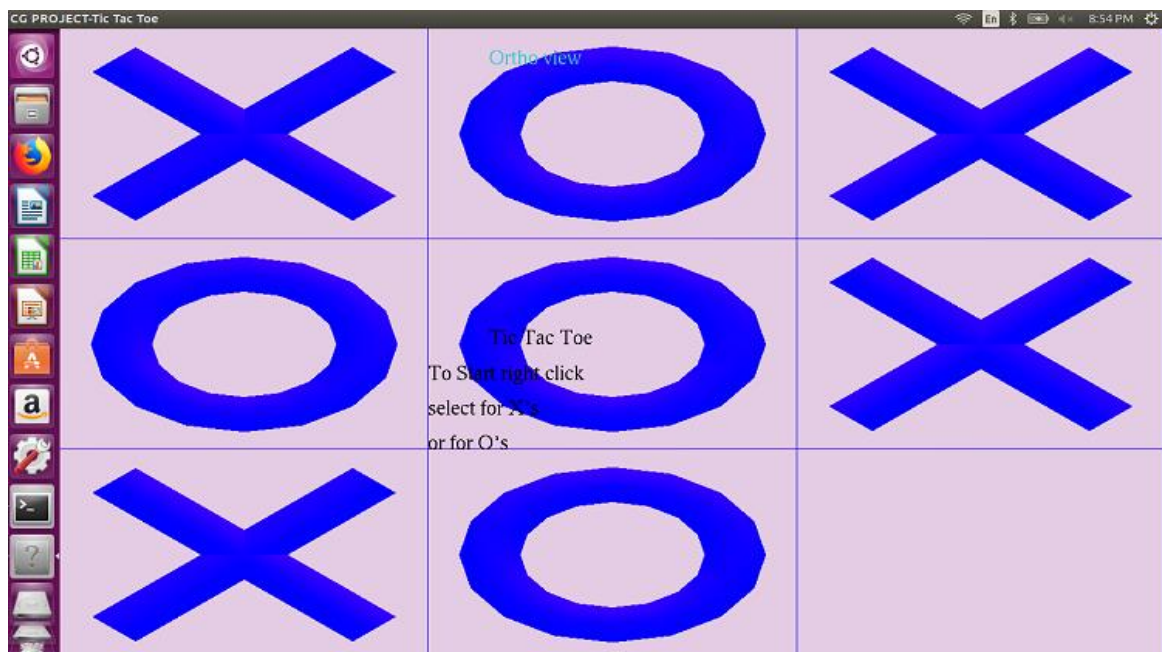 CG PROJECT-Tic Tac Toe
En
8:54 PM
Ortho view
Tic Tac Toe
To Start right click
select for X's
or for O's